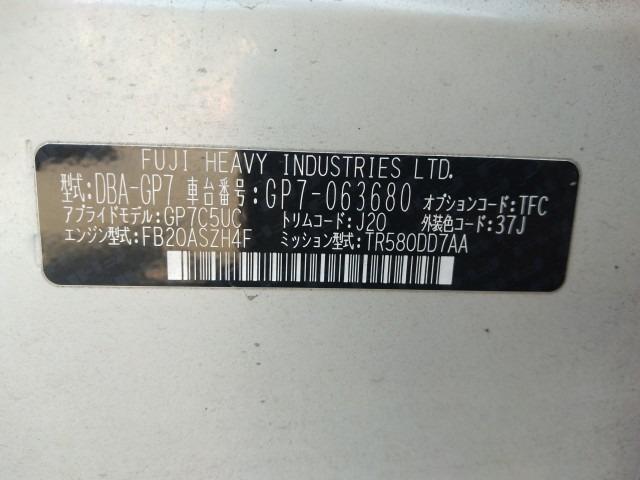 FUJI HEAVY INDUSTRIES LTD.
型式:DBA-GP7 車台番号:GP7-063680 オプションコード:TFC
アプライドモデル:GP7C5UC トリムコード:J20 外装色コード:37J
エンジン型式:FB20ASZH4F ミッション型式:TR580DD7AA